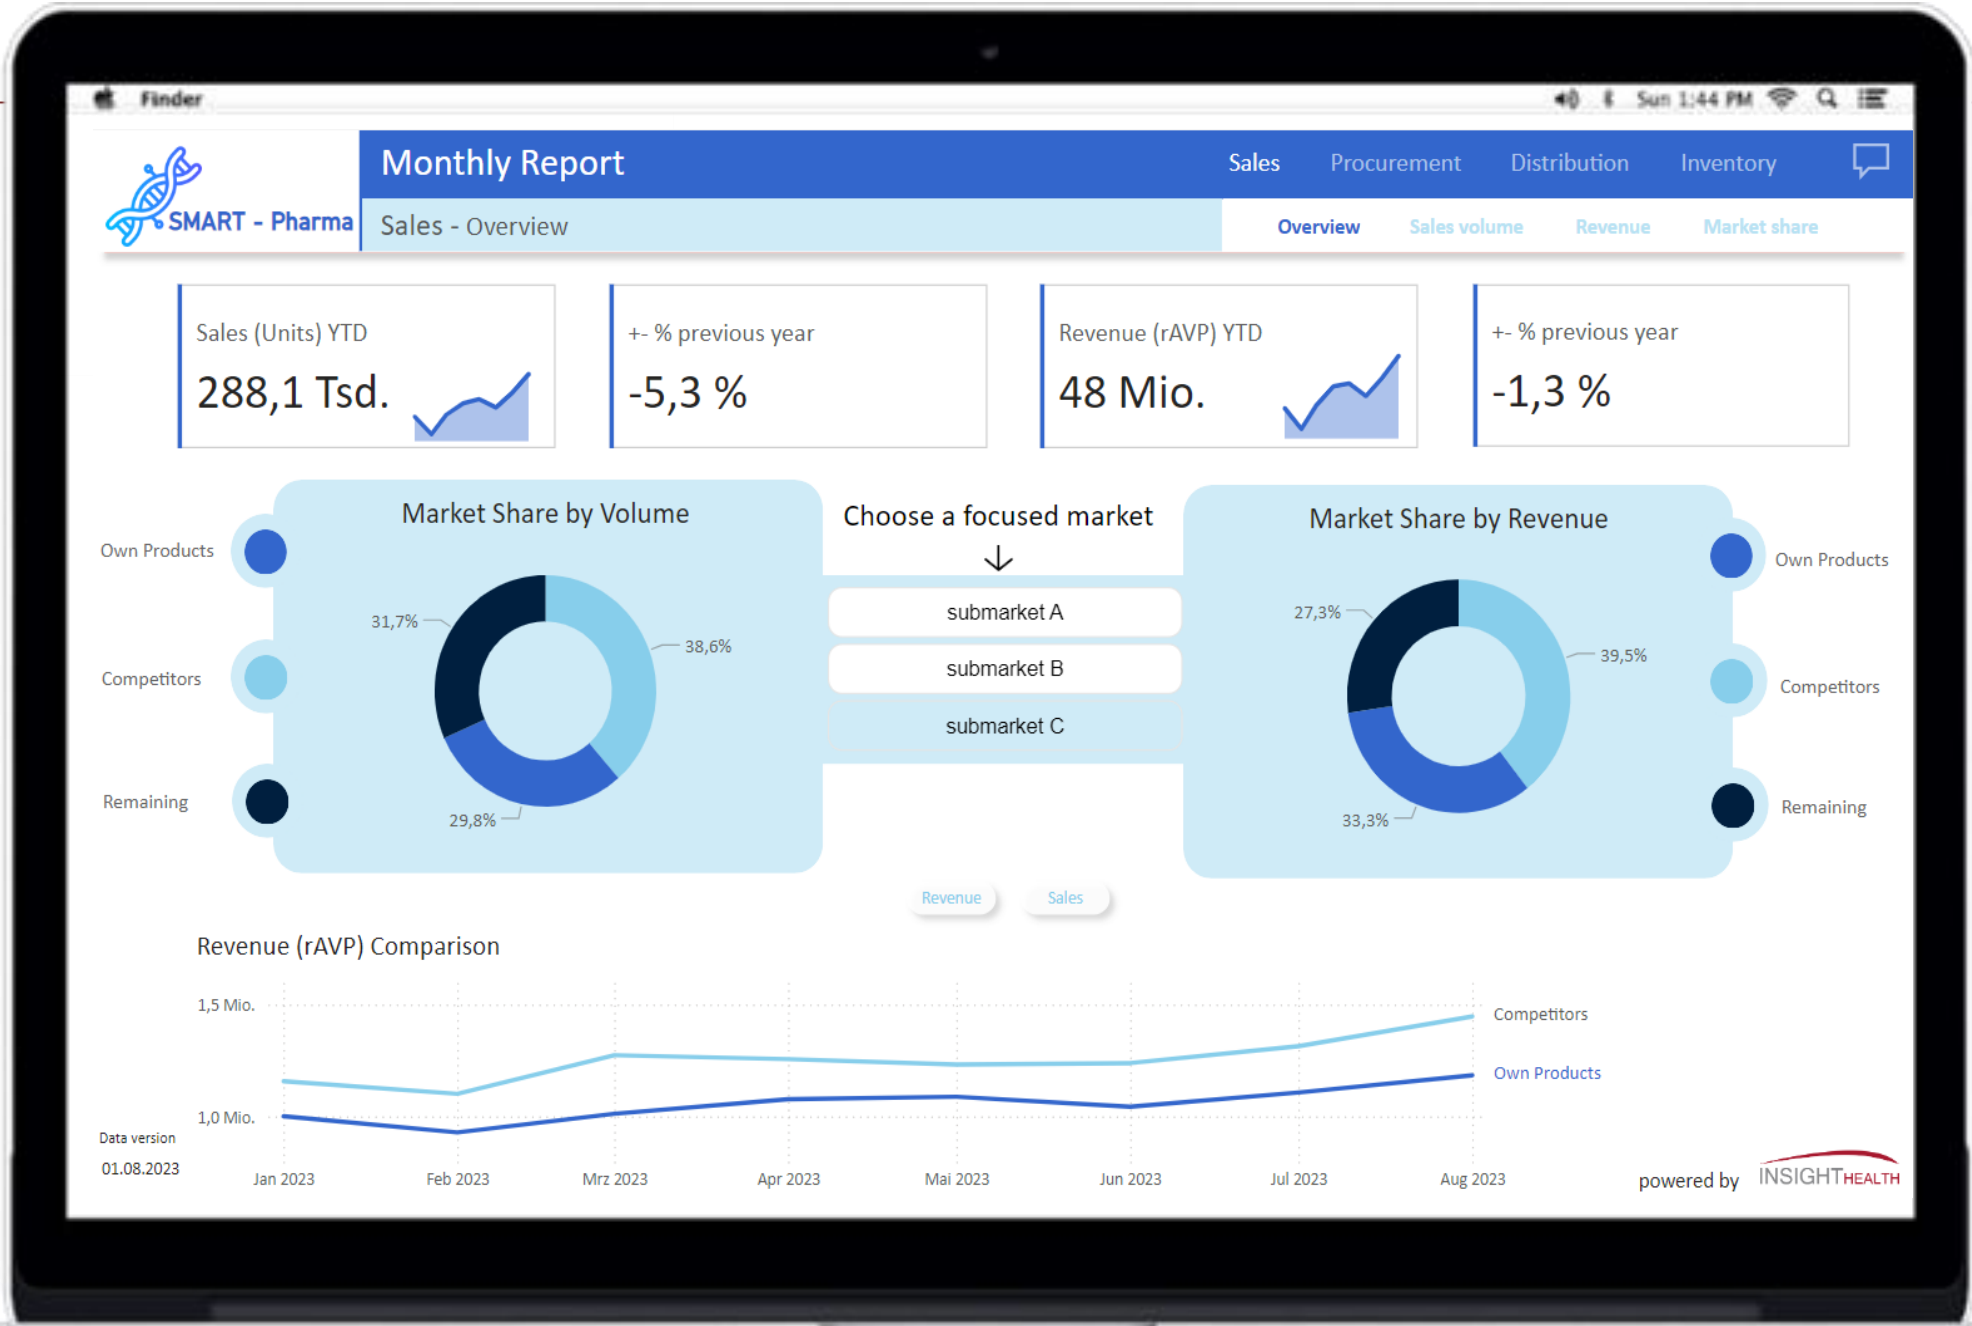 Finder
Sun 1:44 PM
SMART - Pharma
Monthly Report
Sales Procurement Distribution Inventory
Sales - Overview
Overview Sales volume Revenue Market share
Sales (Units) YTD
288,1 Tsd.
+- % previous year
-5,3 %
Revenue (rAVP) YTD
48 Mio.
+- % previous year
-1,3 %
Market Share by Volume
Own Products
Competitors
Remaining
31,7%
38,6%
29,8%
Choose a focused market
submarket A
submarket B
submarket C
Market Share by Revenue
27,3%
39,5%
33,3%
Own Products
Competitors
Remaining
Revenue Sales
Revenue (rAVP) Comparison
1,5 Mio.
1,0 Mio.
Competitors
Own Products
Jan 2023 Feb 2023 Mrz 2023 Apr 2023 Mai 2023 Jun 2023 Jul 2023 Aug 2023
Data version
01.08.2023
powered by INSIGHT HEALTH